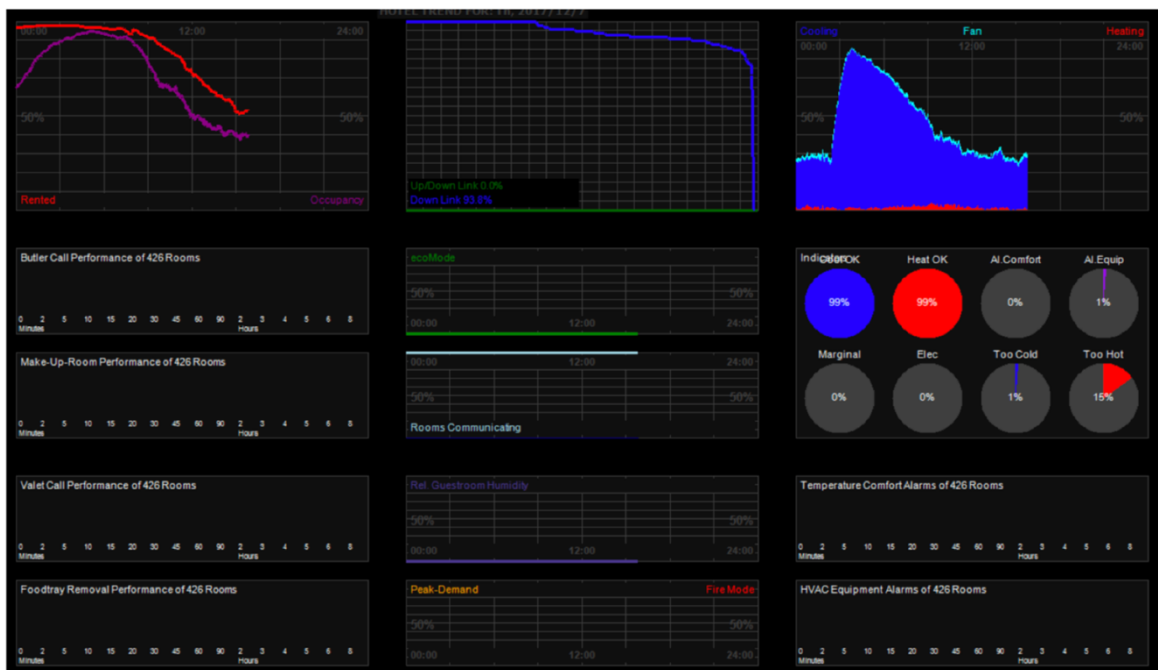 HOTEL TREND FOR: Th, 2017/12/7
00:00 12:00 24:00
50% 50%
Rented Occupancy
Up/Down Link 0.0%
Down Link 93.8%
Cooling Fan Heating
00:00 12:00 24:00
50% 50%
Butler Call Performance of 426 Rooms
0 2 5 10 15 20 30 45 60 90 2 3 4 5 6 8
Minutes Hours
Make-Up-Room Performance of 426 Rooms
0 2 5 10 15 20 30 45 60 90 2 3 4 5 6 8
Minutes Hours
ecoMode
50% 50%
00:00 12:00 24:00
00:00 12:00 24:00
50% 50%
Rooms Communicating
Indicators
Cool OK Heat OK Al.Comfort Al.Equip
99% 99% 0% 1%
Marginal Elec Too Cold Too Hot
0% 0% 1% 15%
Valet Call Performance of 426 Rooms
0 2 5 10 15 20 30 45 60 90 2 3 4 5 6 8
Minutes Hours
Foodtray Removal Performance of 426 Rooms
0 2 5 10 15 20 30 45 60 90 2 3 4 5 6 8
Minutes Hours
Rel. Guestroom Humidity
50% 50%
00:00 12:00 24:00
Peak-Demand Fire Mode
50% 50%
00:00 12:00 24:00
Temperature Comfort Alarms of 426 Rooms
0 2 5 10 15 20 30 45 60 90 2 3 4 5 6 8
Minutes Hours
HVAC Equipment Alarms of 426 Rooms
0 2 5 10 15 20 30 45 60 90 2 3 4 5 6 8
Minutes Hours